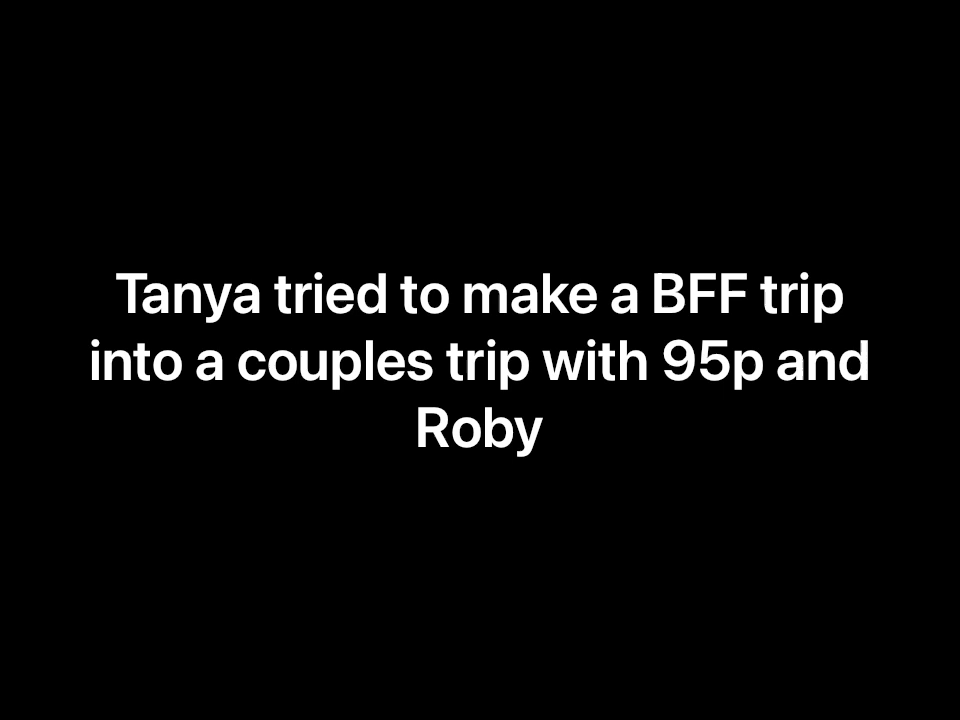 Tanya tried to make a BFF trip
into a couples trip with 95p and
Roby